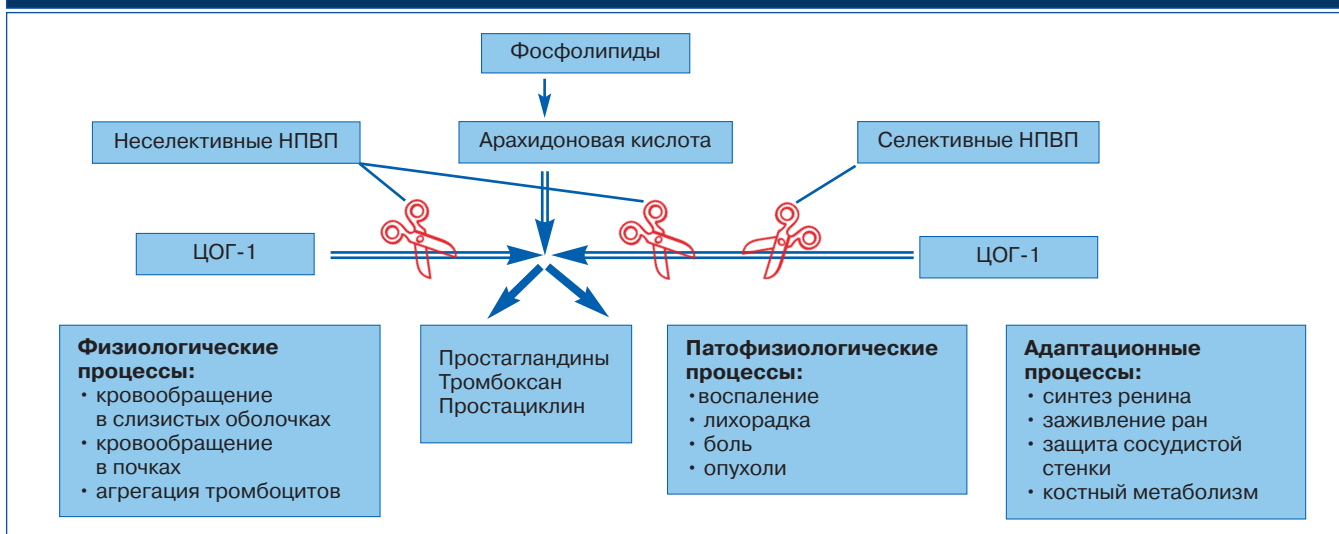 Фосфолипиды
Неселективные НПВП
Арахидоновая кислота
Селективные НПВП
ЦОГ-1
ЦОГ-1
Физиологические
процессы:
· кровообращение
в слизистых оболочках
· кровообращение
в почках
· агрегация тромбоцитов
Простагландины
Тромбоксан
Простациклин
Патофизиологические
процессы:
·воспаление
· лихорадка
· боль
· опухоли
Адаптационные
процессы:
· синтез ренина
· заживление ран
· защита сосудистой
стенки
· костный метаболизм